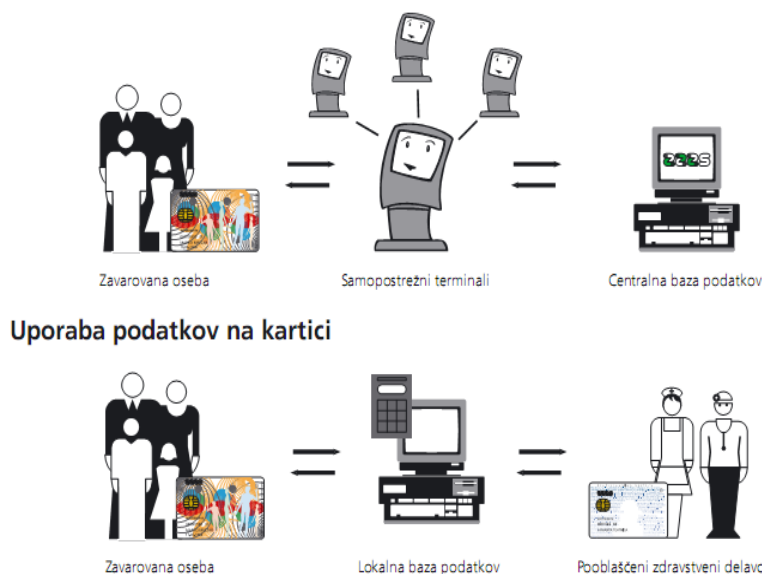 ZZZS
Zavarovana oseba
Samopostrežni terminali
Centralna baza podatkov
Uporaba podatkov na kartici
Zavarovana oseba
Lokalna baza podatkov
Pooblaščeni zdravstveni delavc